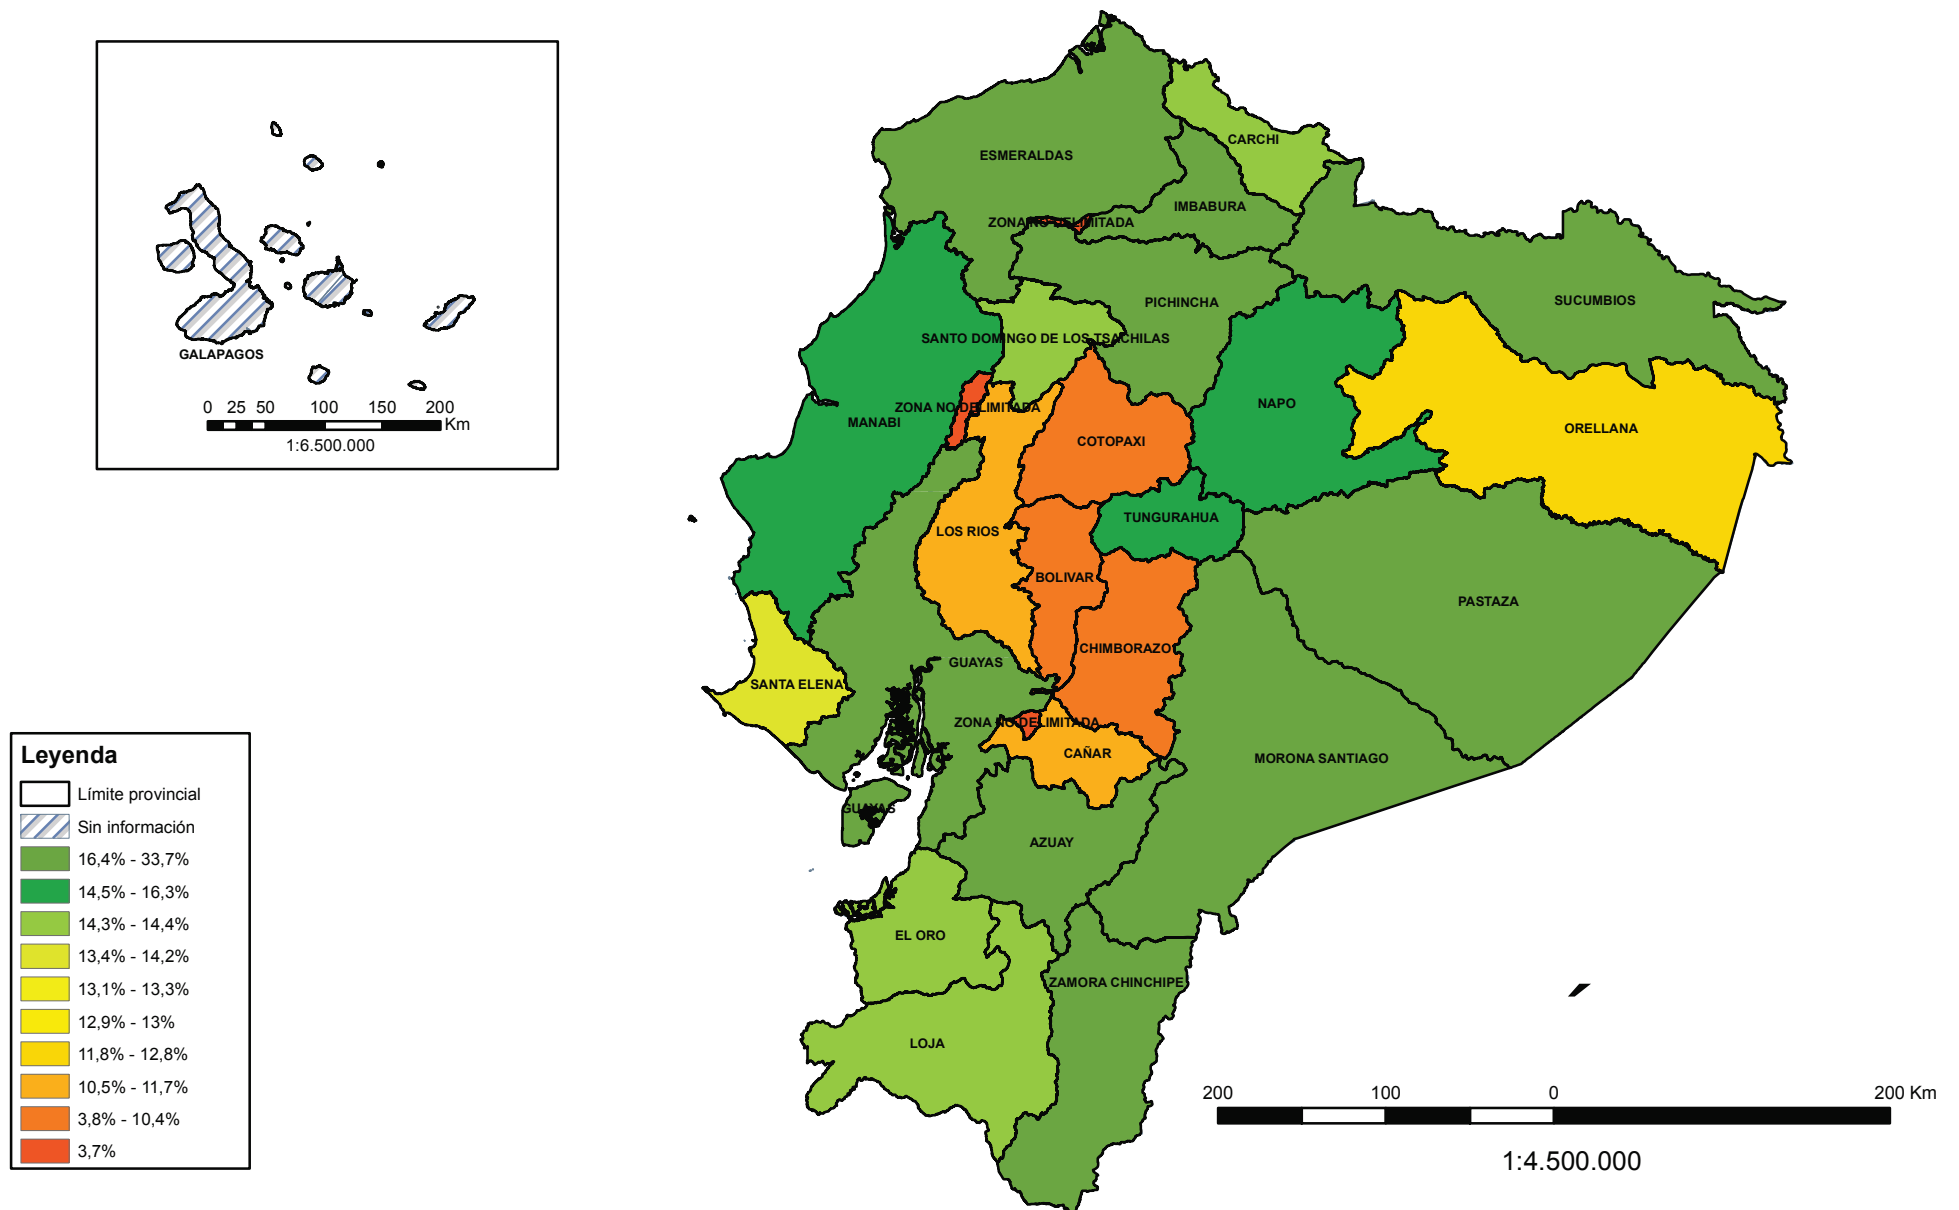 GALAPAGOS
0 25 50 100 150 200
Km
1:6.500.000
CARCHI
ESMERALDAS
IMBABURA
ZONA NO DELIMITADA
SUCUMBIOS
PICHINCHA
SANTO DOMINGO DE LOS TSACHILAS
NAPO
ZONA NO DELIMITADA
MANABI
ORELLANA
COTOPAXI
TUNGURAHUA
LOS RIOS
BOLIVAR
PASTAZA
CHIMBORAZO
GUAYAS
SANTA ELENA
ZONA NO DELIMITADA
CAÑAR
MORONA SANTIAGO
GUAYAS
AZUAY
EL ORO
ZAMORA CHINCHIPE
LOJA
Leyenda
Límite provincial
Sin información
16,4% - 33,7%
14,5% - 16,3%
14,3% - 14,4%
13,4% - 14,2%
13,1% - 13,3%
12,9% - 13%
11,8% - 12,8%
10,5% - 11,7%
3,8% - 10,4%
3,7%
200 100 0 200 Km
1:4.500.000